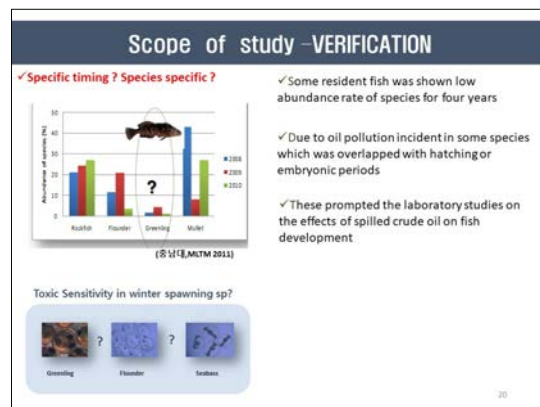 Scope of study –VERIFICATION
✓Specific timing ? Species specific ?
Abundance of species (%)
50
40
30
20
10
0
?
2008
2009
2010
Rockfish Flounder Greenling Mullet
(충남대,MLTM 2011)
✓Some resident fish was shown low
abundance rate of species for four years
✓Due to oil pollution incident in some species
which was overlapped with hatching or
embryonic periods
✓These prompted the laboratory studies on
the effects of spilled crude oil on fish
development
Toxic Sensitivity in winter spawning sp?
? ?
Greenling Flounder Seabass
20